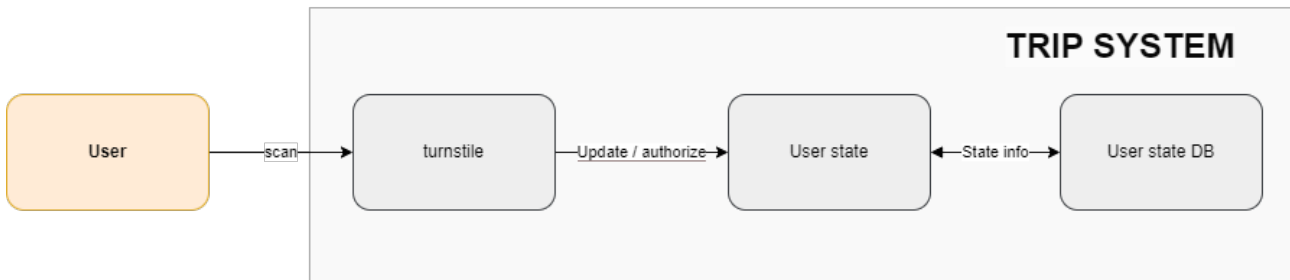 TRIP SYSTEM
User
scan
turnstile
Update / authorize
User state
State info
User state DB